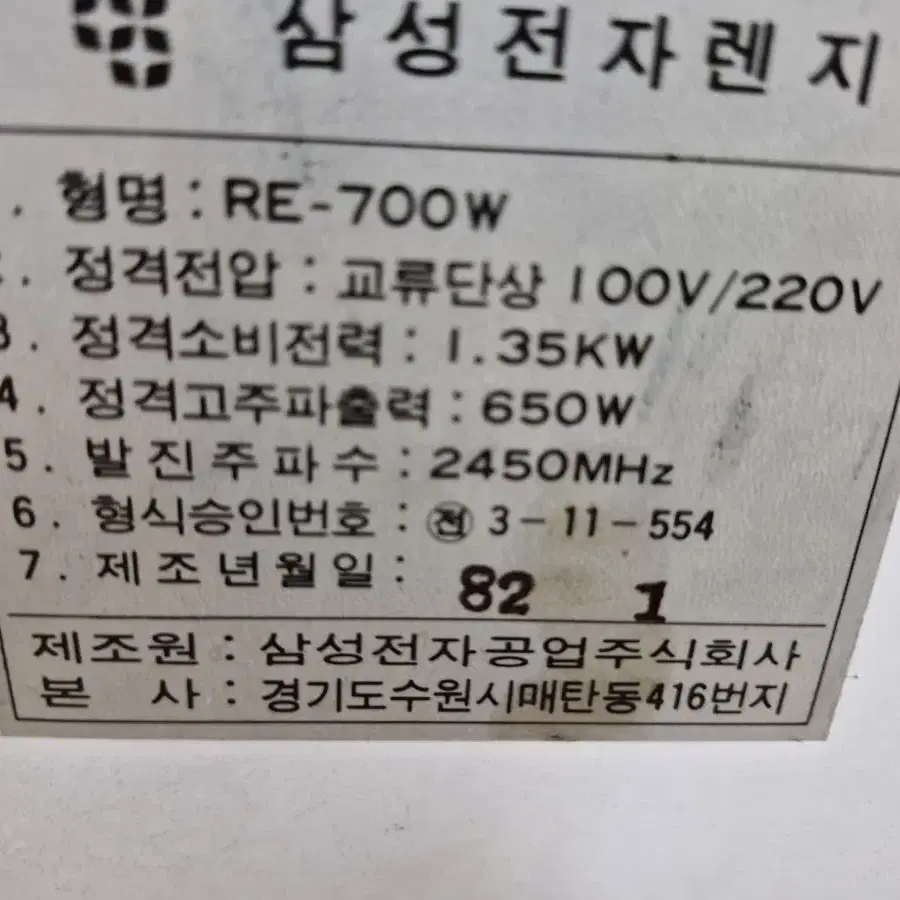 삼성전자렌지
. 형명 : RE-700W
. 정격전압 : 교류단상 100V/220V
3. 정격소비전력 : 1.35KW
4. 정격고주파출력 : 650W
5. 발진주파수 : 2450MHz
6. 형식승인번호 : ㉠전 3-11-554
7. 제조년월일 : 82 1
제조원 : 삼성전자공업주식회사
본 사 : 경기도수원시매탄동416번지